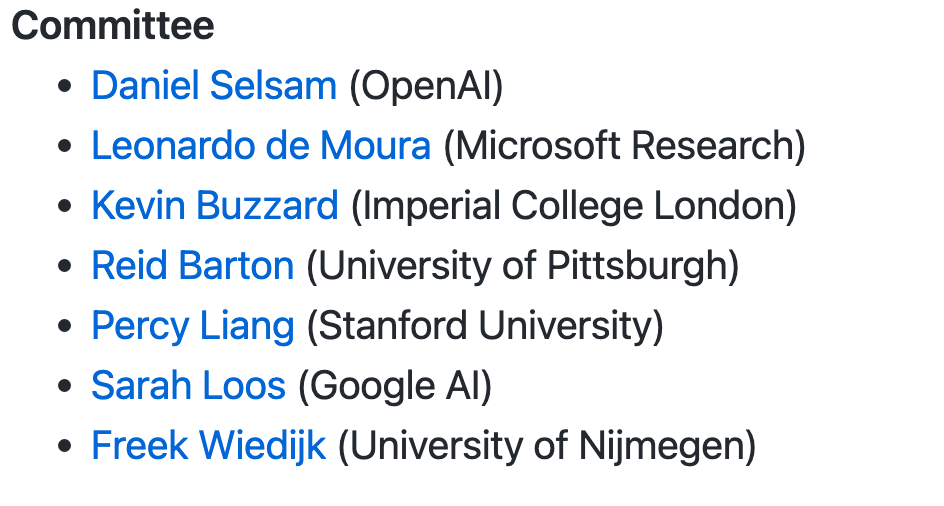 Committee
• Daniel Selsam (OpenAI)
• Leonardo de Moura (Microsoft Research)
• Kevin Buzzard (Imperial College London)
• Reid Barton (University of Pittsburgh)
• Percy Liang (Stanford University)
• Sarah Loos (Google AI)
• Freek Wiedijk (University of Nijmegen)